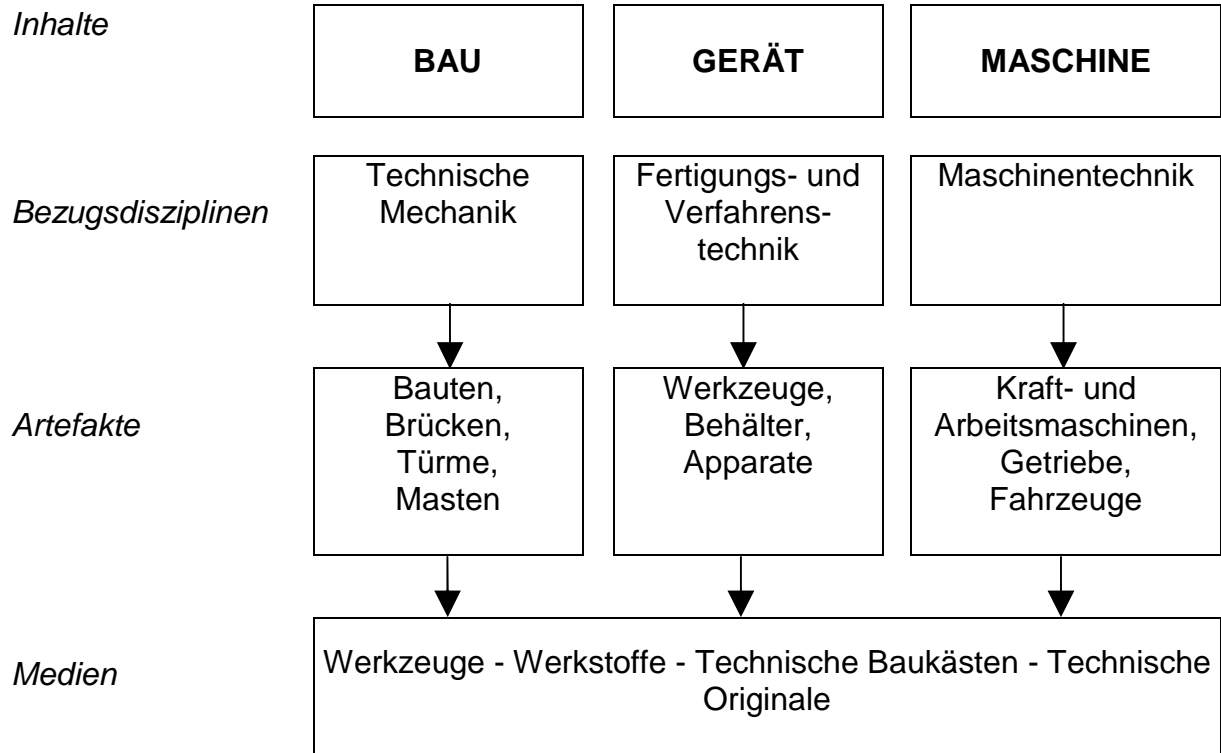 Inhalte
BAU
GERÄT
MASCHINE
Bezugsdisziplinen
Technische
Mechanik
Fertigungs- und
Verfahrens-
technik
Maschinentechnik
Artefakte
Bauten,
Brücken,
Türme,
Masten
Werkzeuge,
Behälter,
Apparate
Kraft- und
Arbeitsmaschinen,
Getriebe,
Fahrzeuge
Medien
Werkzeuge - Werkstoffe - Technische Baukästen - Technische
Originale